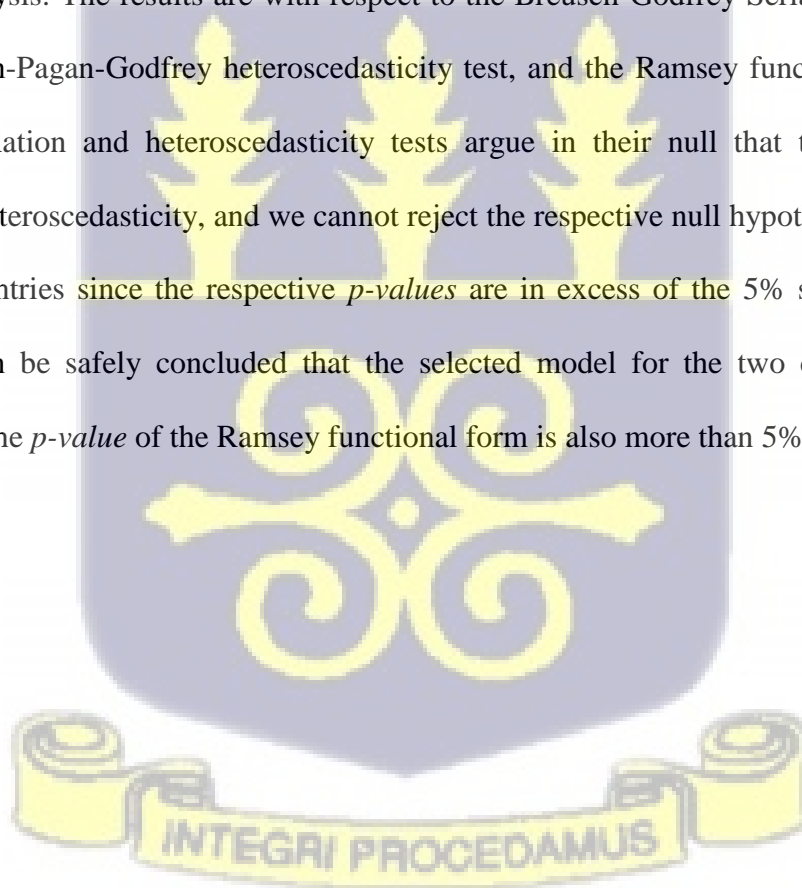 ysis. The results are with respect to the Breusch-Godfrey Seria
n-Pagan-Godfrey heteroscedasticity test, and the Ramsey func
lation and heteroscedasticity tests argue in their null that t
teroscedasticity, and we cannot reject the respective null hypot
ntries since the respective p-values are in excess of the 5% s
n be safely concluded that the selected model for the two
ne p-value of the Ramsey functional form is also more than 5%
INTEGRI PROCEDAMUS